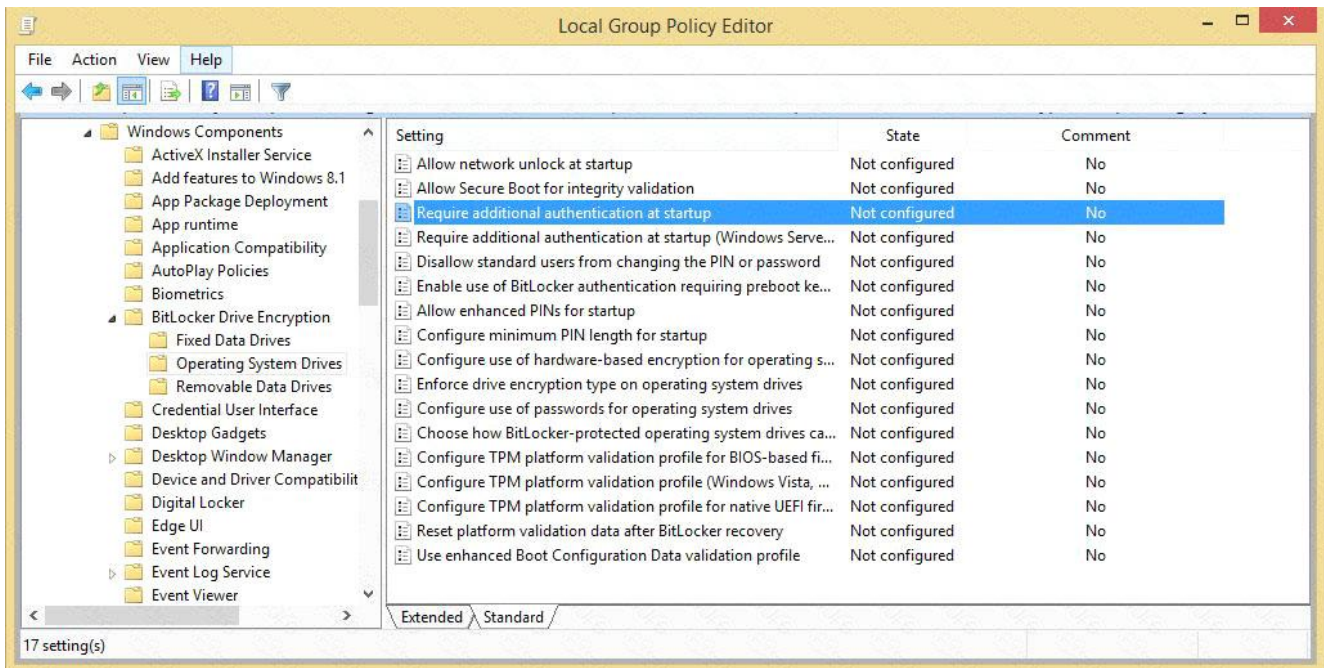 Local Group Policy Editor
File Action View Help
Windows Components
ActiveX Installer Service
Add features to Windows 8.1
App Package Deployment
App runtime
Application Compatibility
AutoPlay Policies
Biometrics
BitLocker Drive Encryption
Fixed Data Drives
Operating System Drives
Removable Data Drives
Credential User Interface
Desktop Gadgets
Desktop Window Manager
Device and Driver Compatibilit
Digital Locker
Edge UI
Event Forwarding
Event Log Service
Event Viewer
Setting State Comment
Allow network unlock at startup Not configured No
Allow Secure Boot for integrity validation Not configured No
Require additional authentication at startup Not configured No
Require additional authentication at startup (Windows Serve... Not configured No
Disallow standard users from changing the PIN or password Not configured No
Enable use of BitLocker authentication requiring preboot ke... Not configured No
Allow enhanced PINs for startup Not configured No
Configure minimum PIN length for startup Not configured No
Configure use of hardware-based encryption for operating s... Not configured No
Enforce drive encryption type on operating system drives Not configured No
Configure use of passwords for operating system drives Not configured No
Choose how BitLocker-protected operating system drives ca... Not configured No
Configure TPM platform validation profile for BIOS-based fi... Not configured No
Configure TPM platform validation profile (Windows Vista, ... Not configured No
Configure TPM platform validation profile for native UEFI fir... Not configured No
Reset platform validation data after BitLocker recovery Not configured No
Use enhanced Boot Configuration Data validation profile Not configured No
Extended Standard
17 setting(s)